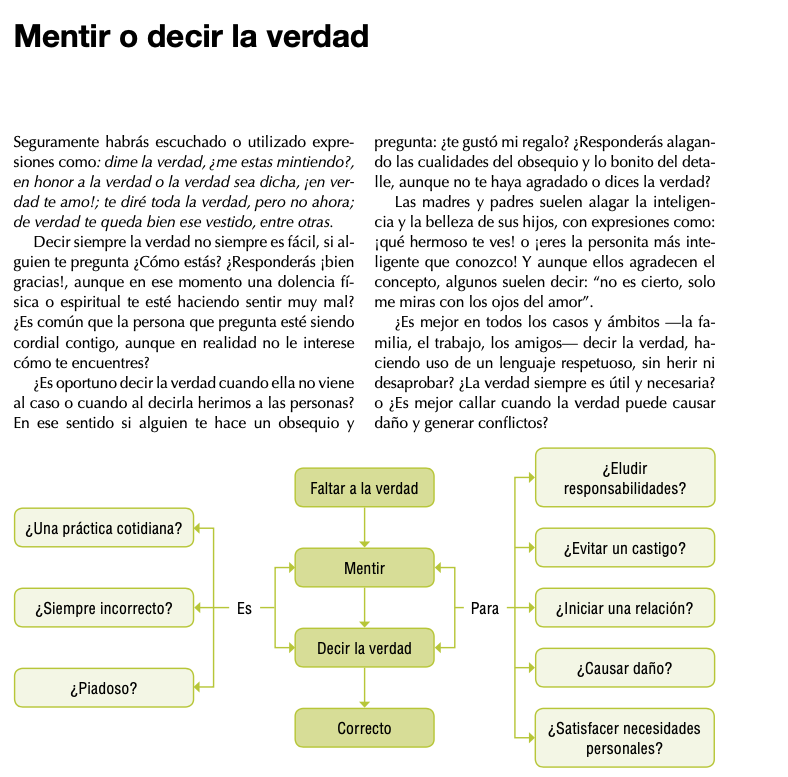 Mentir o decir la verdad
Seguramente habrás escuchado o utilizado expre-
siones como: dime la verdad, ¿me estas mintiendo?,
en honor a la verdad o la verdad sea dicha, ¡en ver-
dad te amo!; te diré toda la verdad, pero no ahora;
de verdad te queda bien ese vestido, entre otras.
Decir siempre la verdad no siempre es fácil, si al-
guien te pregunta ¿Cómo estás? ¿Responderás ¡bien
gracias!, aunque en ese momento una dolencia fí-
sica o espiritual te esté haciendo sentir muy mal?
¿Es común que la persona que pregunta esté siendo
cordial contigo, aunque en realidad no le interese
cómo te encuentres?
¿Es oportuno decir la verdad cuando ella no viene
al caso o cuando al decirla herimos a las personas?
En ese sentido si alguien te hace un obsequio y
pregunta: ¿te gustó mi regalo? ¿Responderás alagan-
do las cualidades del obsequio y lo bonito del deta-
lle, aunque no te haya agradado o dices la verdad?
Las madres y padres suelen alagar la inteligen-
cia y la belleza de sus hijos, con expresiones como:
¡qué hermoso te ves! o ¡eres la personita más inte-
ligente que conozco! Y aunque ellos agradecen el
concepto, algunos suelen decir: “no es cierto, solo
me miras con los ojos del amor”.
¿Es mejor en todos los casos y ámbitos —la fa-
milia, el trabajo, los amigos— decir la verdad, ha-
ciendo uso de un lenguaje respetuoso, sin herir ni
desaprobar? ¿La verdad siempre es útil y necesaria?
o ¿Es mejor callar cuando la verdad puede causar
daño y generar conflictos?
¿Una práctica cotidiana?
¿Siempre incorrecto?
¿Piadoso?
Es
Faltar a la verdad
Mentir
Decir la verdad
Correcto
Para
¿Eludir
responsabilidades?
¿Evitar un castigo?
¿Iniciar una relación?
¿Causar daño?
¿Satisfacer necesidades
personales?